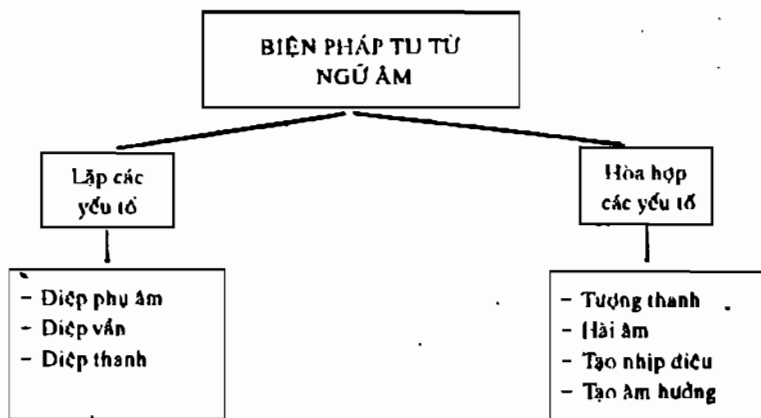 BIỆN PHÁP TU TỪ
NGỮ ÂM
Lặp các
yếu tố
Hòa hợp
các yếu tố
- Điệp phụ âm
- Điệp vần
- Điệp thanh
- Tượng thanh
- Hài âm
- Tạo nhịp điệu
- Tạo âm hưởng